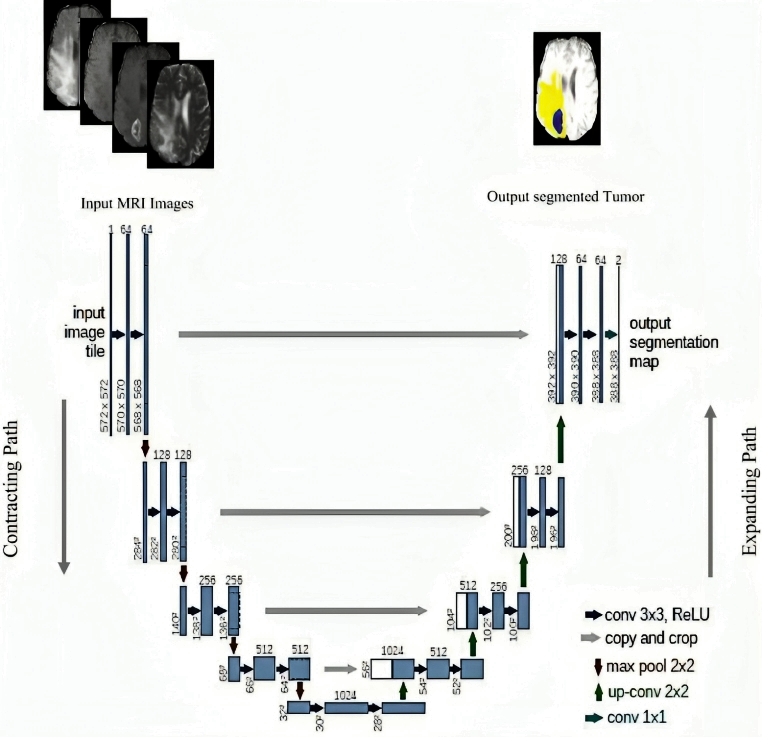 Input MRI Images
Output segmented Tumor
1 64 64
128 64 64 2
input
image
tile
output
segmentation
map
572 x 572
570 x 570
568 x 568
392 x 392
390 x 390
388 x 388
388 x 388
Contracting Path
Expanding Path
128 128
256 128
284²
282²
280²
200²
198²
196²
256 256
512 256
140²
138²
136²
104²
102²
100²
512 512
1024 512
68²
66²
64²
56²
54²
52²
1024
32²
30²
28²
conv 3x3, ReLU
copy and crop
max pool 2x2
up-conv 2x2
conv 1x1